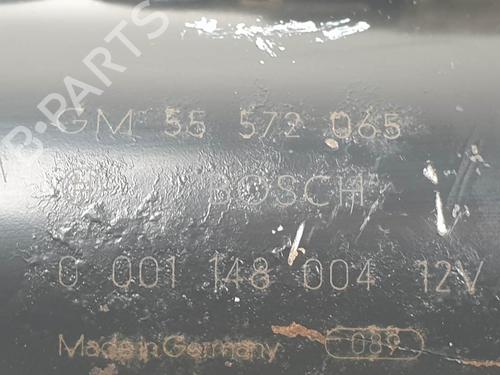 B-PARTS
GM 55 572 065
BOSCH
0 001 148 004 12V
Made in Germany 089